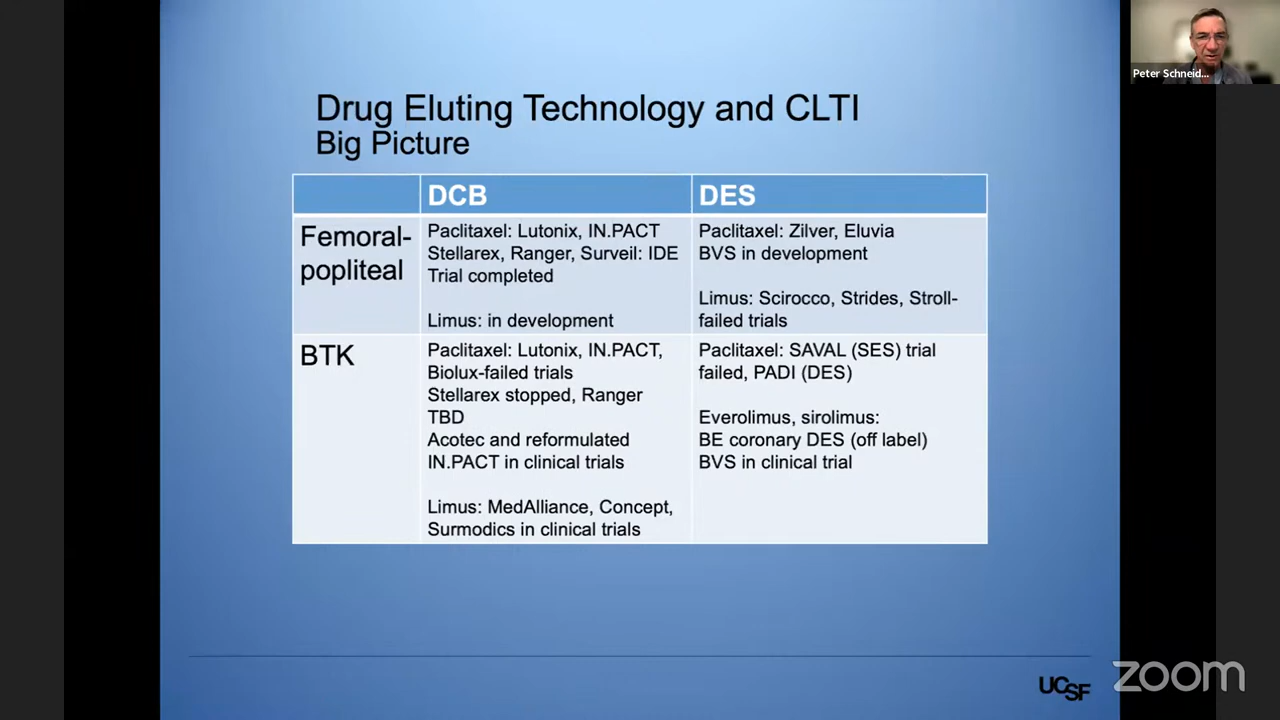 Peter Schneid...
Drug Eluting Technology and CLTI
Big Picture
DCB
DES
Femoral-
popliteal
Paclitaxel: Lutonix, IN.PACT
Stellarex, Ranger, Surveil: IDE
Trial completed
Limus: in development
Paclitaxel: Zilver, Eluvia
BVS in development
Limus: Scirocco, Strides, Stroll-
failed trials
BTK
Paclitaxel: Lutonix, IN.PACT,
Biolux-failed trials
Stellarex stopped, Ranger
TBD
Acotec and reformulated
IN.PACT in clinical trials
Limus: MedAlliance, Concept,
Surmodics in clinical trials
Paclitaxel: SAVAL (SES) trial
failed, PADI (DES)
Everolimus, sirolimus:
BE coronary DES (off label)
BVS in clinical trial
UCSF
zoom